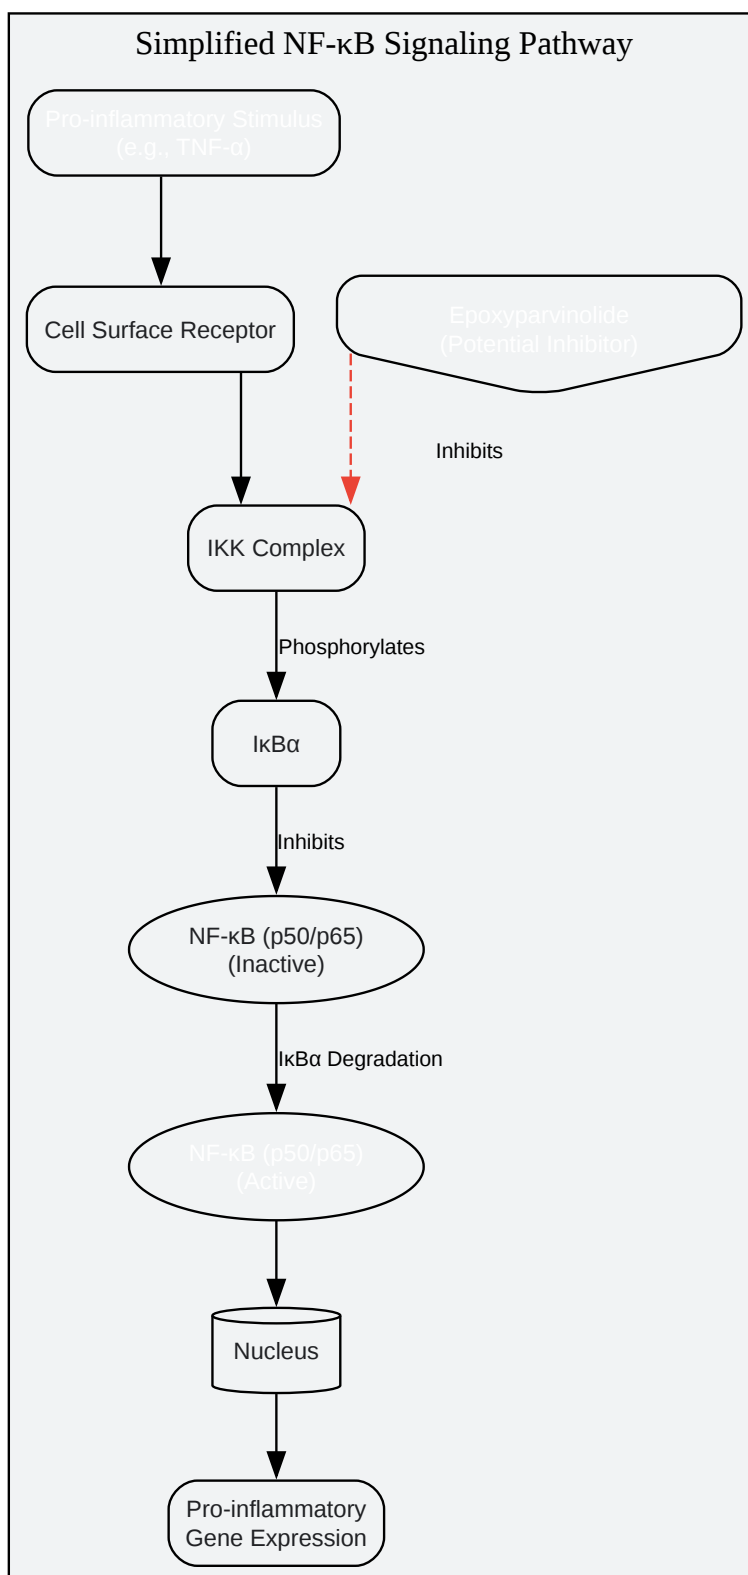 Simplified NF-κB Signaling Pathway
Pro-inflammatory Stimulus
(e.g., TNF-α)
Cell Surface Receptor
Epoxyparvinolide
(Potential Inhibitor)
Inhibits
IKK Complex
Phosphorylates
IκBα
Inhibits
NF-κB (p50/p65)
(Inactive)
IκBα Degradation
NF-κB (p50/p65)
(Active)
Nucleus
Pro-inflammatory
Gene Expression